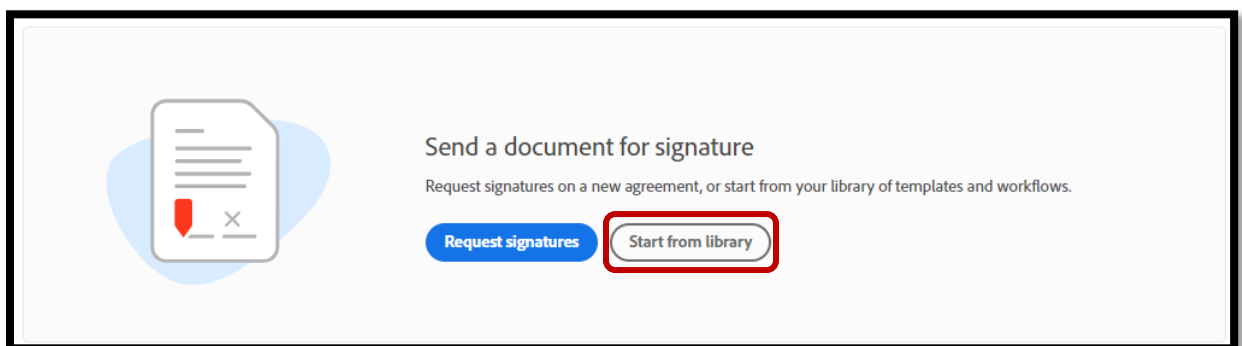 Send a document for signature
Request signatures on a new agreement, or start from your library of templates and workflows.
Request signatures
Start from library